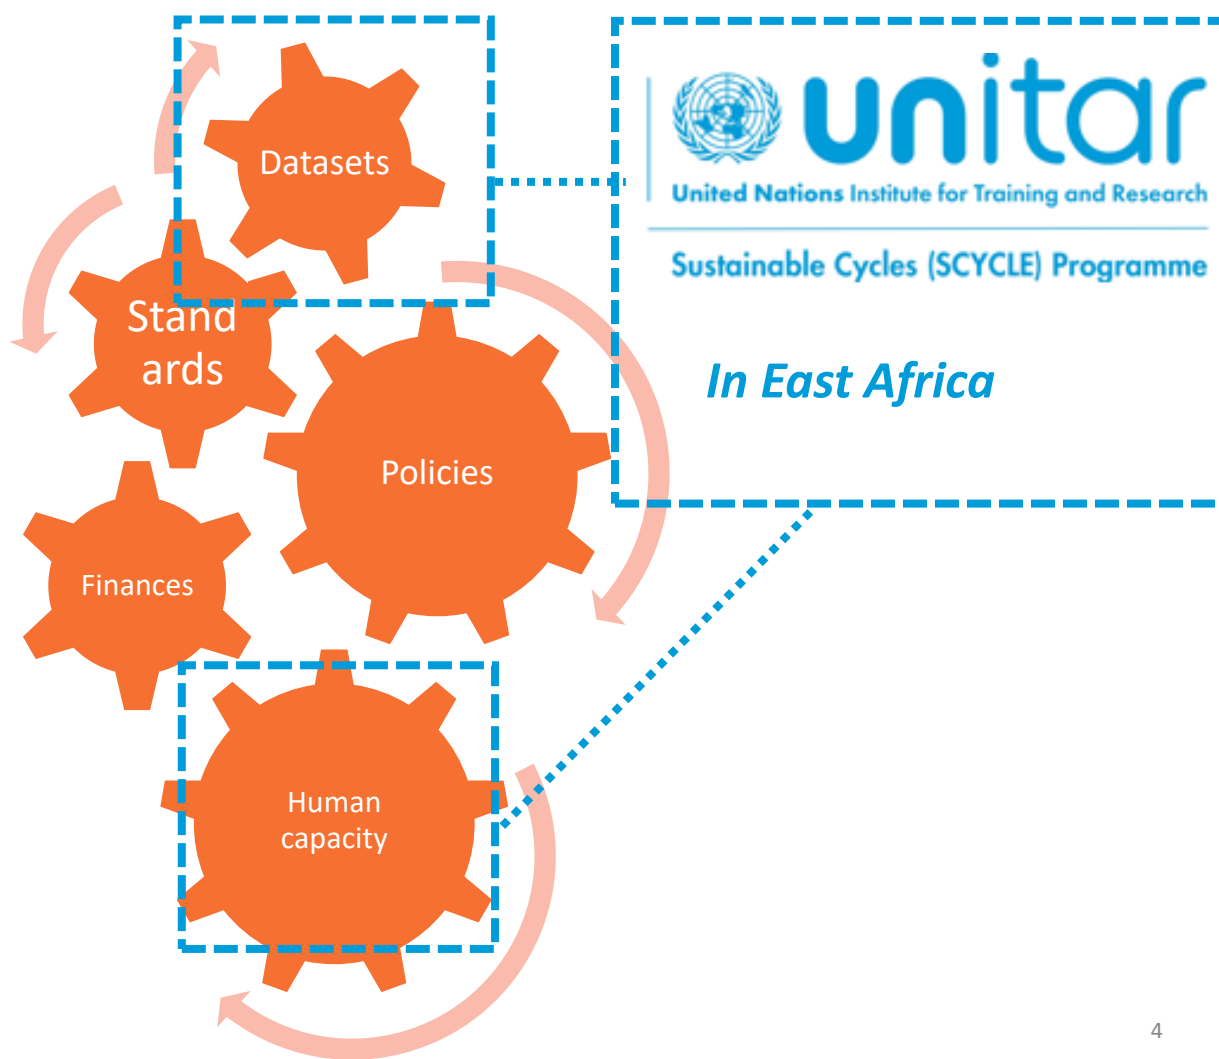 Datasets
Stand
ards
Policies
Finances
Human
capacity
unitar
United Nations Institute for Training and Research
Sustainable Cycles (SCYCLE) Programme
In East Africa
4